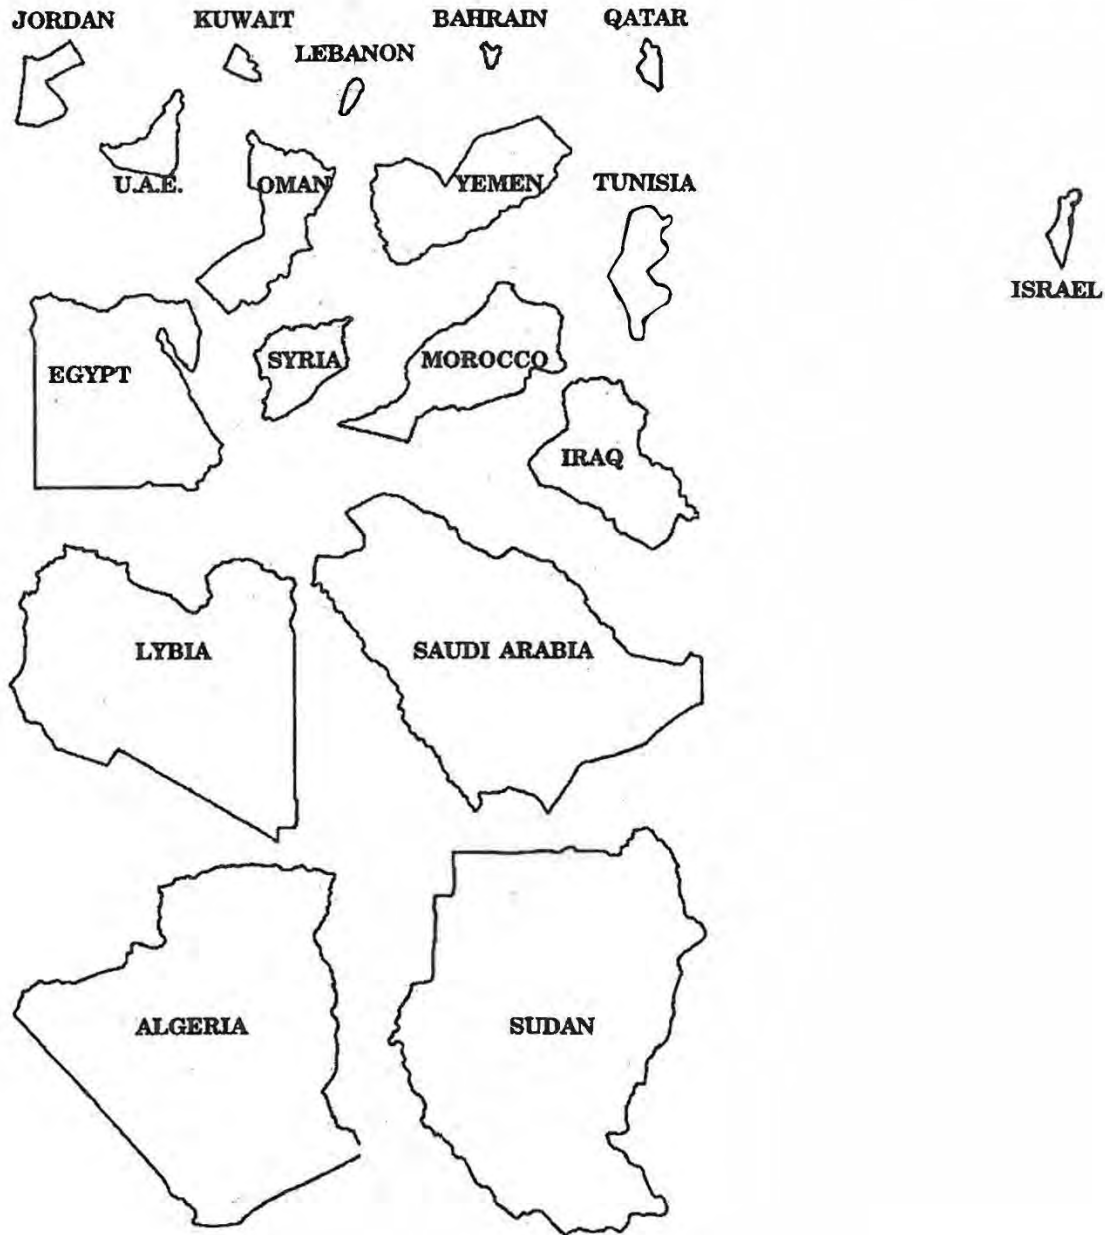 JORDAN
KUWAIT
BAHRAIN
QATAR
LEBANON
U.A.E.
OMAN
YEMEN
TUNISIA
ISRAEL
EGYPT
SYRIA
MOROCCO
IRAQ
LYBIA
SAUDI ARABIA
ALGERIA
SUDAN